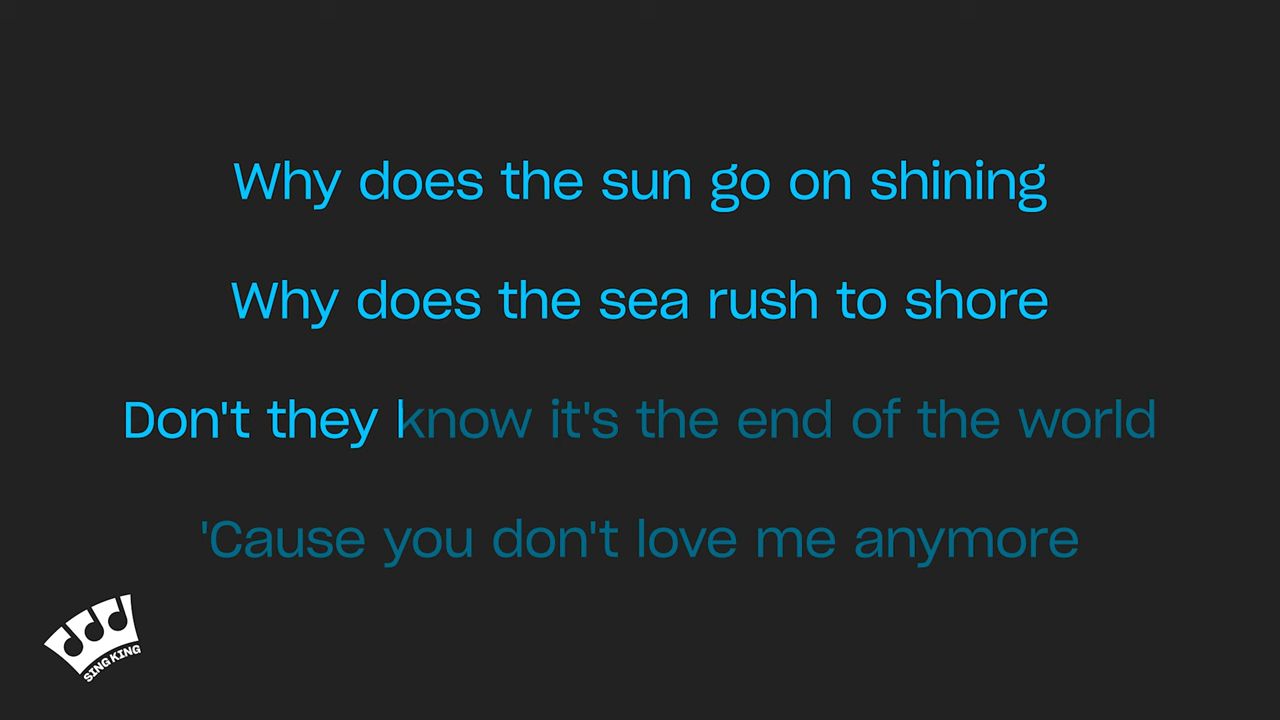 Why does the sun go on shining
Why does the sea rush to shore
Don't they know it's the end of the world
'Cause you don't love me anymore
SING KING